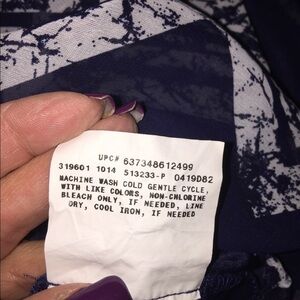 UPC# 637348612499
319601 1014 513233-P 0419D82
MACHINE WASH COLD GENTLE CYCLE,
WITH LIKE COLORS, NON-CHLORINE
BLEACH ONLY, IF NEEDED, LINE
DRY, COOL IRON, IF NEEDED